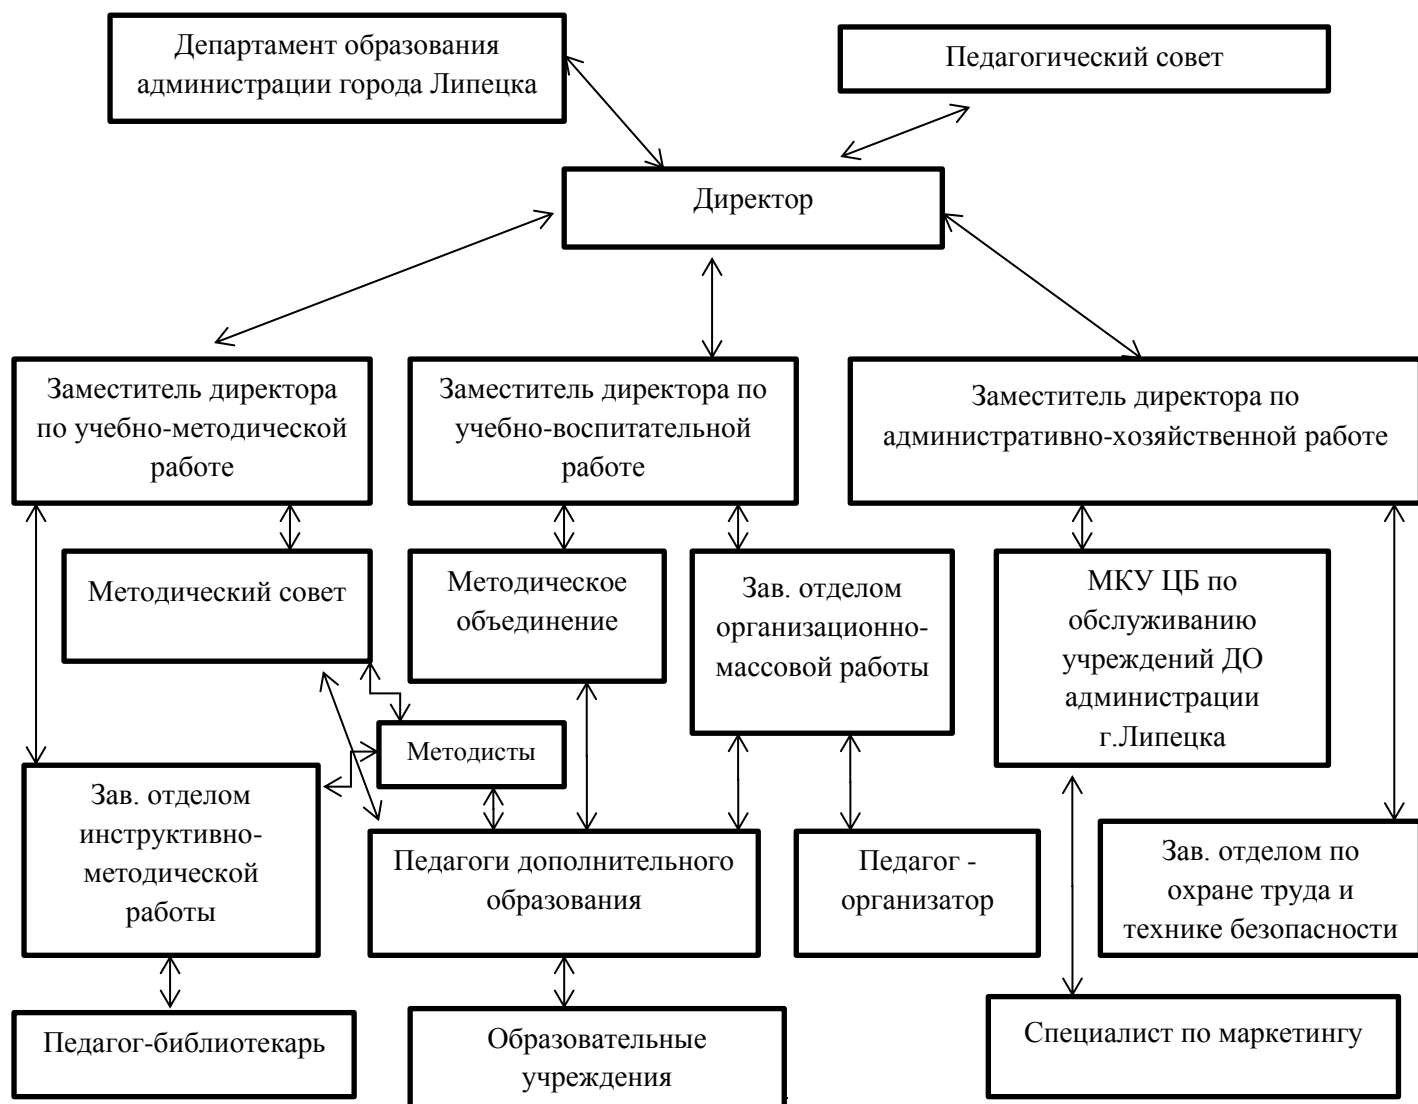 Департамент образования
администрации города Липецка
Педагогический совет
Директор
Заместитель директора
по учебно-методической
работе
Заместитель директора по
учебно-воспитательной
работе
Заместитель директора по
административно-хозяйственной работе
Методический совет
Методическое
объединение
Зав. отделом
организационно-
массовой работы
МКУ ЦБ по
обслуживанию
учреждений ДО
администрации
г.Липецка
Методисты
Зав. отделом
инструктивно-
методической
работы
Педагоги дополнительного
образования
Педагог -
организатор
Зав. отделом по
охране труда и
технике безопасности
Педагог-библиотекарь
Образовательные
учреждения
Специалист по маркетингу